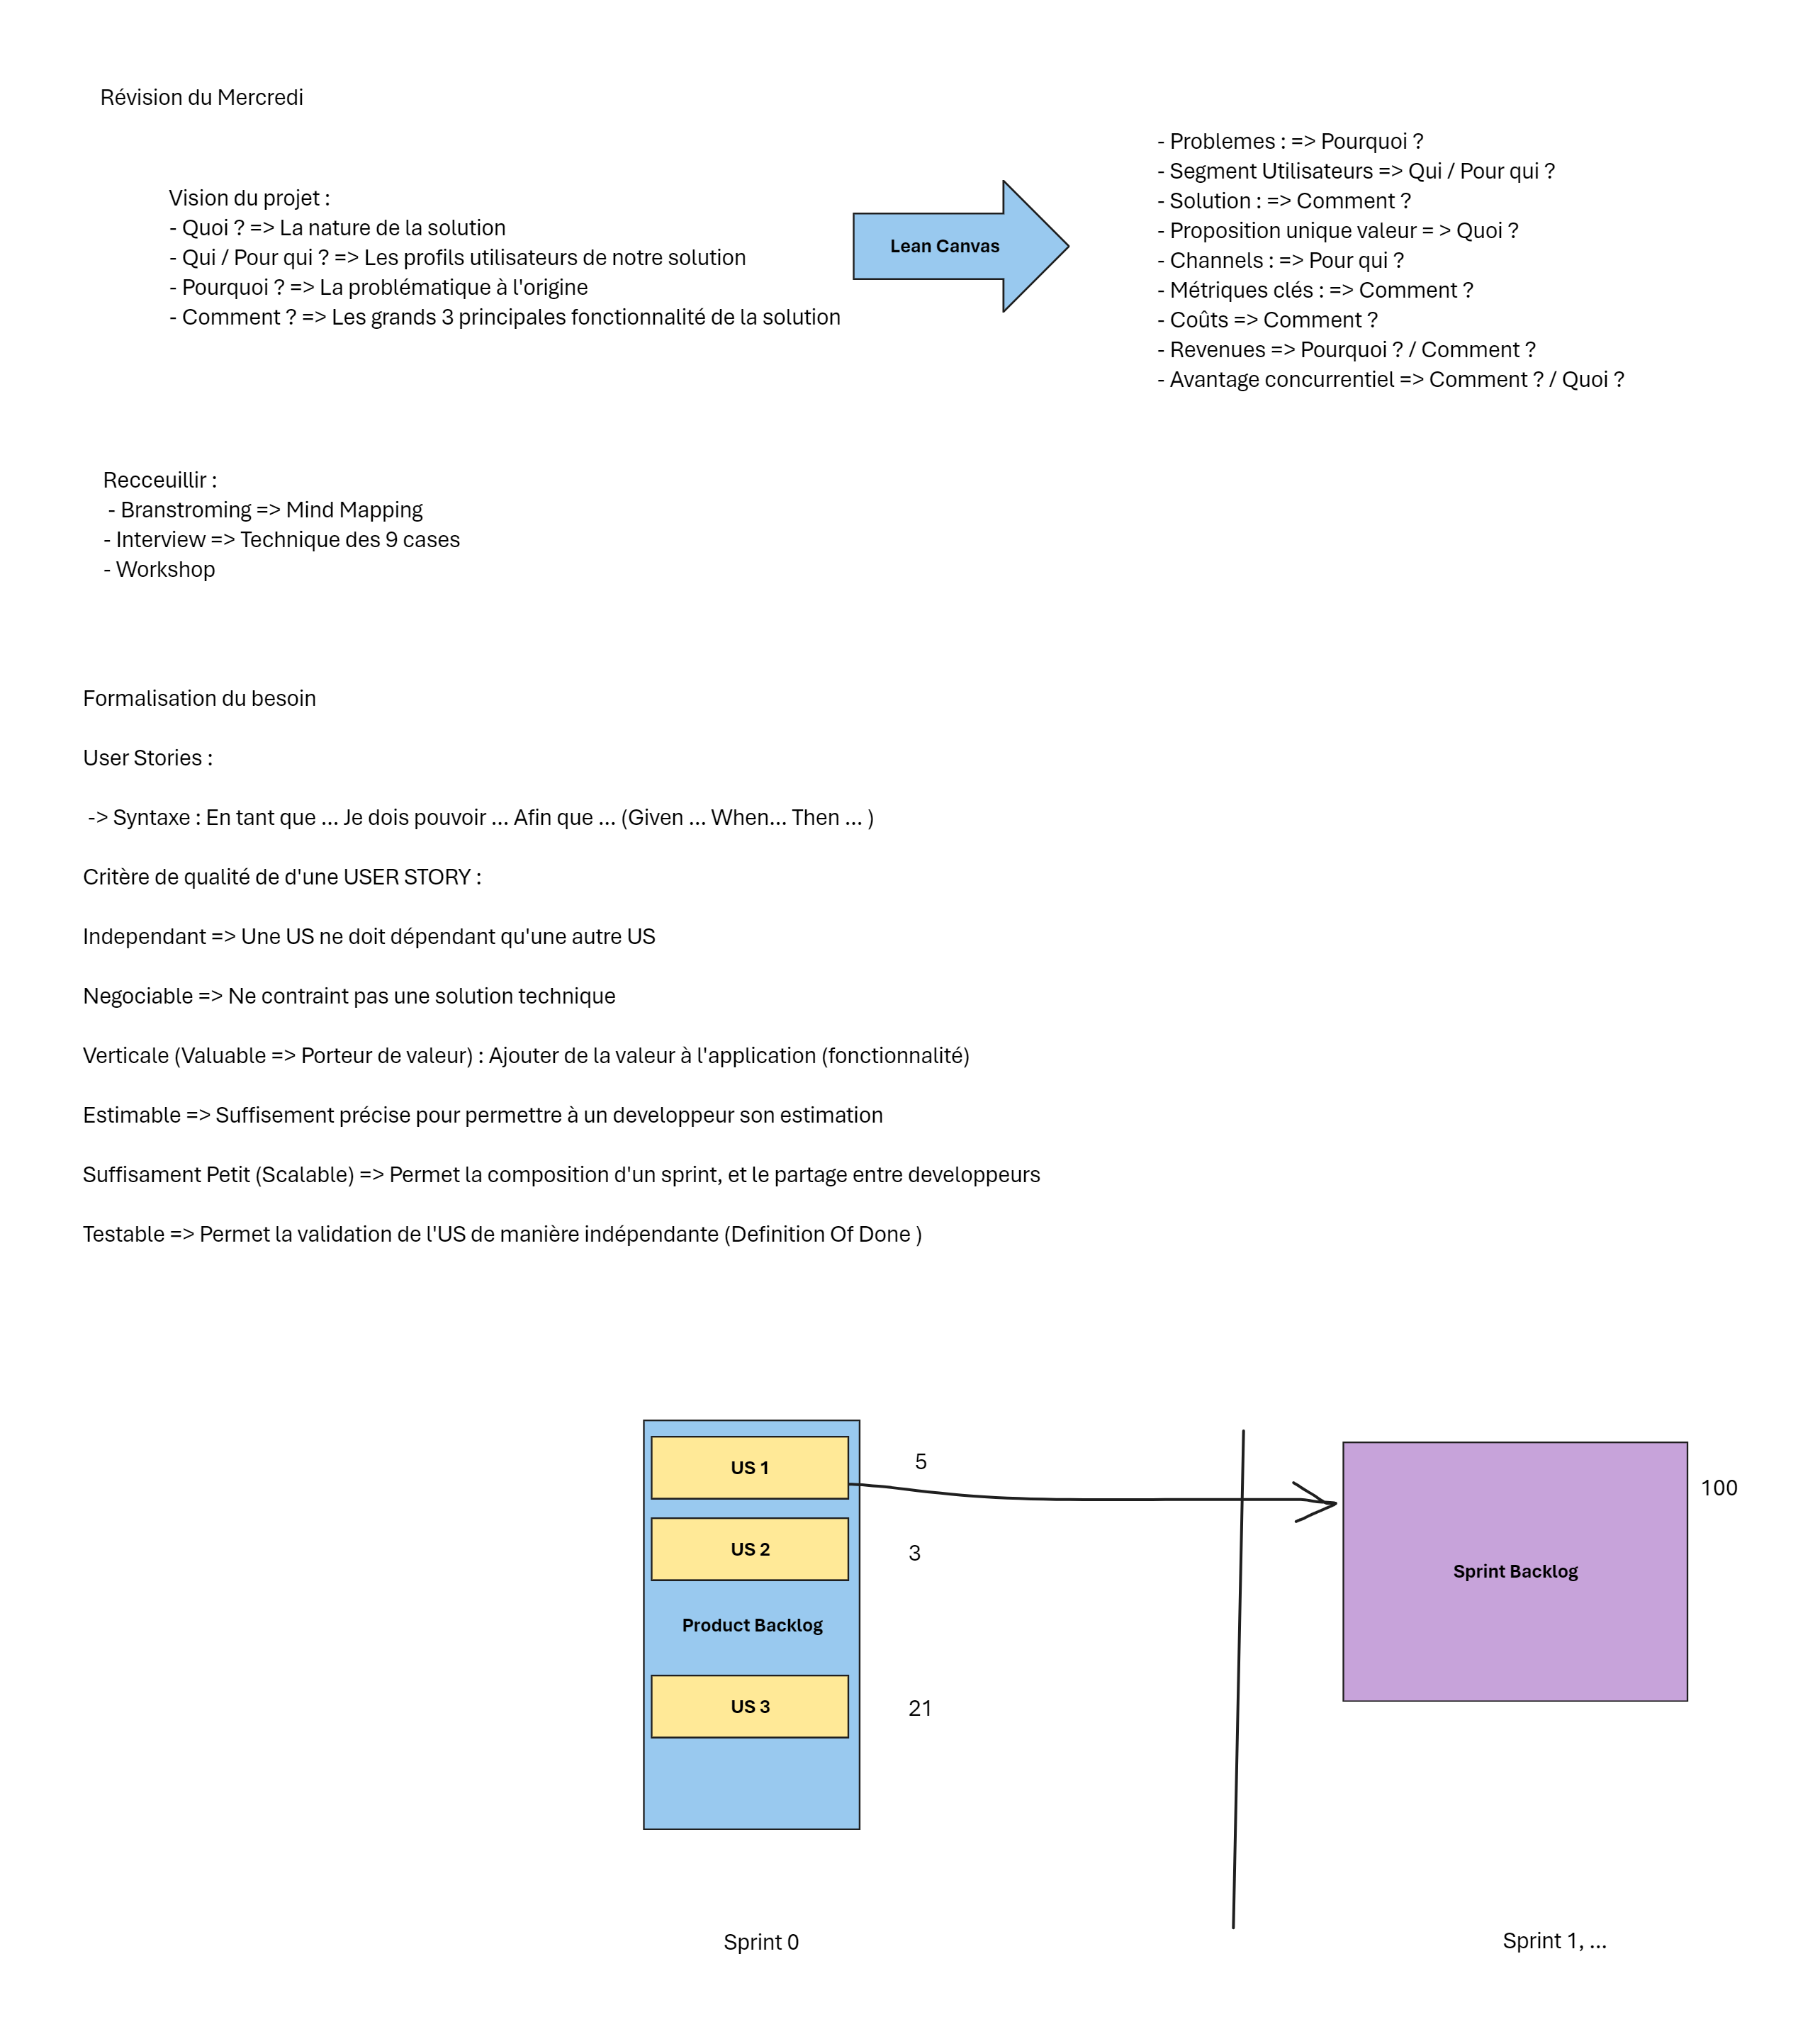 Révision du Mercredi
Vision du projet :
- Quoi ? => La nature de la solution
- Qui / Pour qui ? => Les profils utilisateurs de notre solution
- Pourquoi ? => La problématique à l'origine
- Comment ? => Les grands 3 principales fonctionnalité de la solution
Lean Canvas
- Problemes : => Pourquoi ?
- Segment Utilisateurs => Qui / Pour qui ?
- Solution : => Comment ?
- Proposition unique valeur = > Quoi ?
- Channels : => Pour qui ?
- Métriques clés : => Comment ?
- Coûts => Comment ?
- Revenues => Pourquoi ? / Comment ?
- Avantage concurrentiel => Comment ? / Quoi ?
Recceuillir :
- Branstroming => Mind Mapping
- Interview => Technique des 9 cases
- Workshop
Formalisation du besoin
User Stories :
-> Syntaxe : En tant que ... Je dois pouvoir ... Afin que ... (Given ... When... Then ... )
Critère de qualité de d'une USER STORY :
Independant => Une US ne doit dépendant qu'une autre US
Negociable => Ne contraint pas une solution technique
Verticale (Valuable => Porteur de valeur) : Ajouter de la valeur à l'application (fonctionnalité)
Estimable => Suffisement précise pour permettre à un developpeur son estimation
Suffisament Petit (Scalable) => Permet la composition d'un sprint, et le partage entre developpeurs
Testable => Permet la validation de l'US de manière indépendante (Definition Of Done )
US 1
5
US 2
3
Product Backlog
US 3
21
Sprint Backlog
100
Sprint 0
Sprint 1, ...